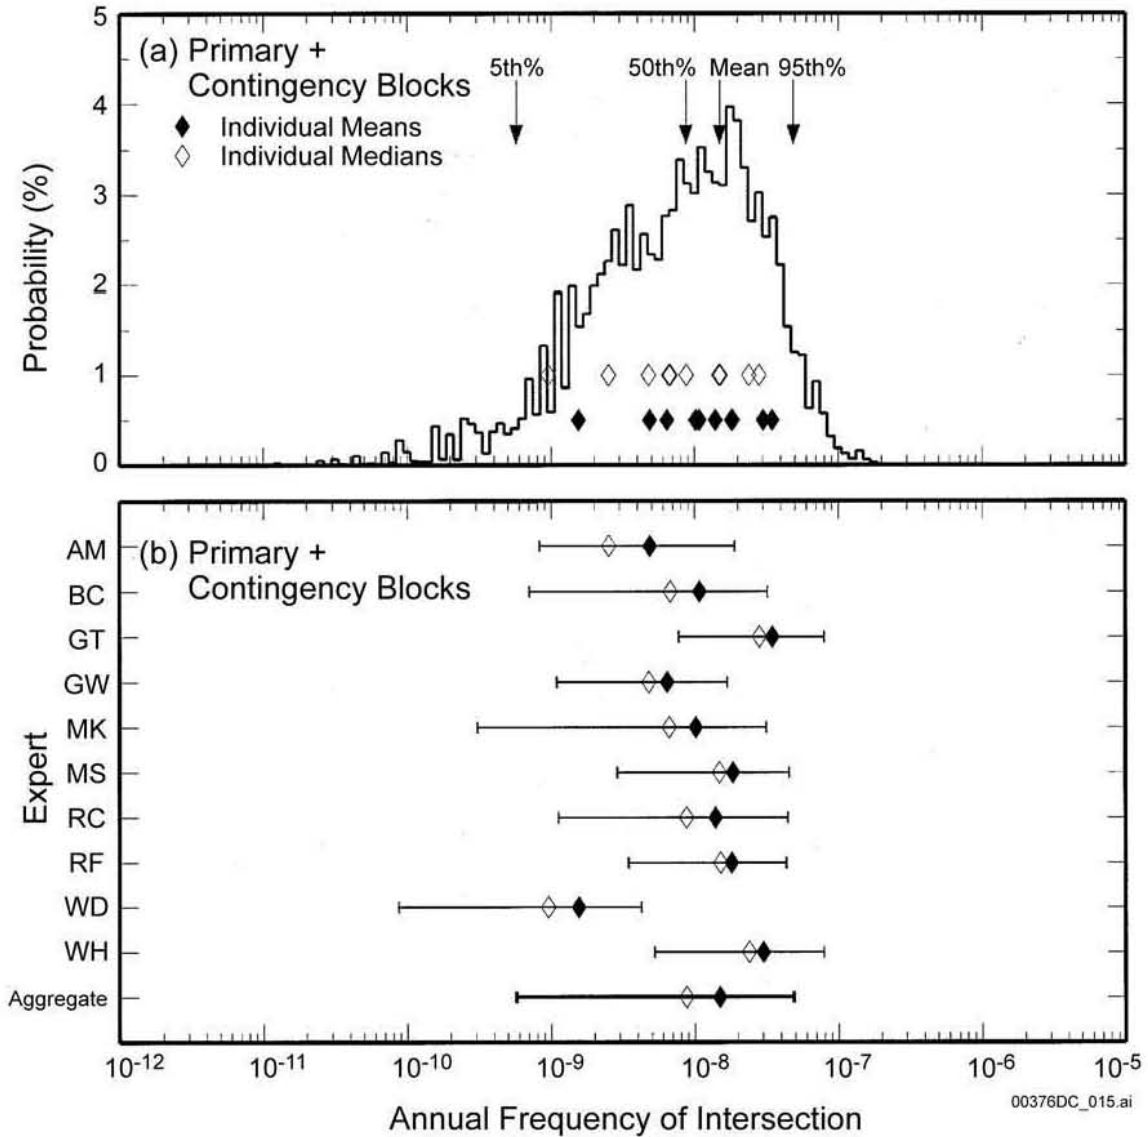 5
(a) Primary +
Contingency Blocks
Individual Means
Individual Medians
5th% 50th% Mean 95th%
4
3
2
1
0
Probability (%)
(b) Primary +
Contingency Blocks
AM
BC
GT
GW
MK
MS
RC
RF
WD
WH
Aggregate
Expert
10-12 10-11 10-10 10-9 10-8 10-7 10-6 10-5
Annual Frequency of Intersection
00376DC_015.ai